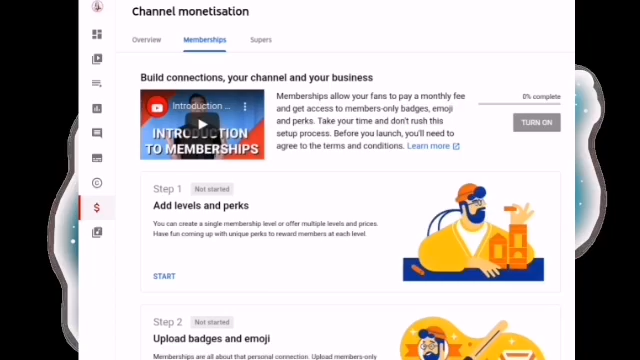 Channel monetisation
Overview
Memberships
Supers
Build connections, your channel and your business
Introduction ...
INTRODUCTION
TO MEMBERSHIPS
Memberships allow your fans to pay a monthly fee
and get access to members-only badges, emoji
and perks. Take your time and don't rush this
setup process. Before you launch, you'll need to
agree to the terms and conditions. Learn more
0% complete
TURN ON
Step 1 Not started
Add levels and perks
You can create a single membership level or offer multiple levels and prices.
Have fun coming up with unique perks to reward members at each level
START
Step 2 Not started
Upload badges and emoji
Memberships are all about that personal connection. Upload members-only